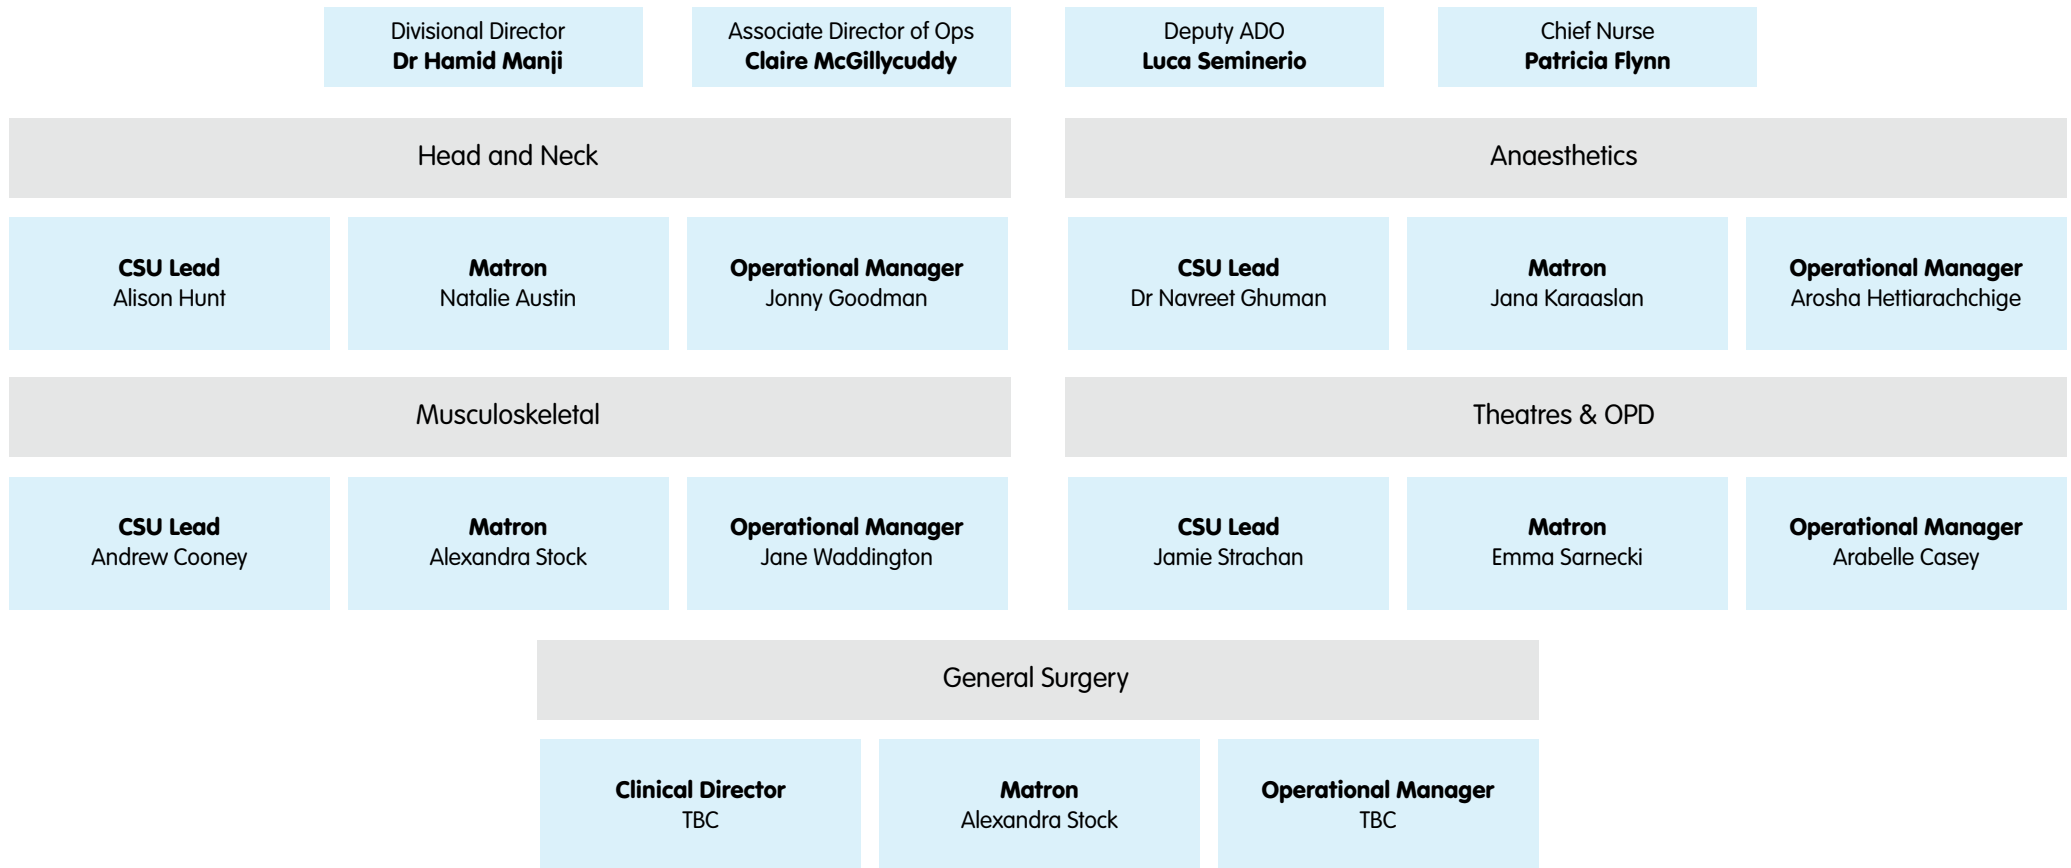 Divisional Director
Dr Hamid Manji
Associate Director of Ops
Claire McGillycuddy
Deputy ADO
Luca Seminerio
Chief Nurse
Patricia Flynn
Head and Neck
CSU Lead
Alison Hunt
Matron
Natalie Austin
Operational Manager
Jonny Goodman
Anaesthetics
CSU Lead
Dr Navreet Ghuman
Matron
Jana Karaaslan
Operational Manager
Arosha Hettiarachchige
Musculoskeletal
CSU Lead
Andrew Cooney
Matron
Alexandra Stock
Operational Manager
Jane Waddington
Theatres & OPD
CSU Lead
Jamie Strachan
Matron
Emma Sarnecki
Operational Manager
Arabelle Casey
General Surgery
Clinical Director
TBC
Matron
Alexandra Stock
Operational Manager
TBC